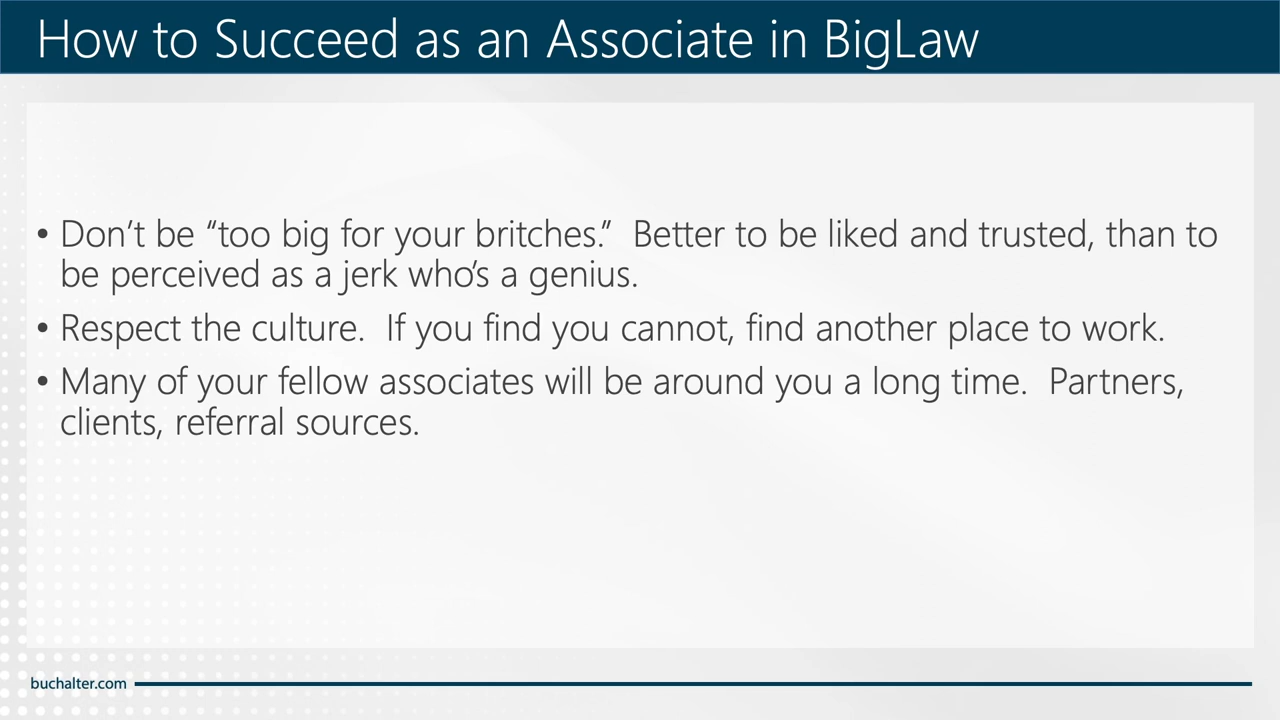 How to Succeed as an Associate in BigLaw
• Don’t be “too big for your britches.”  Better to be liked and trusted, than to
be perceived as a jerk who’s a genius.
• Respect the culture.  If you find you cannot, find another place to work.
• Many of your fellow associates will be around you a long time.  Partners,
clients, referral sources.
buchalter.com